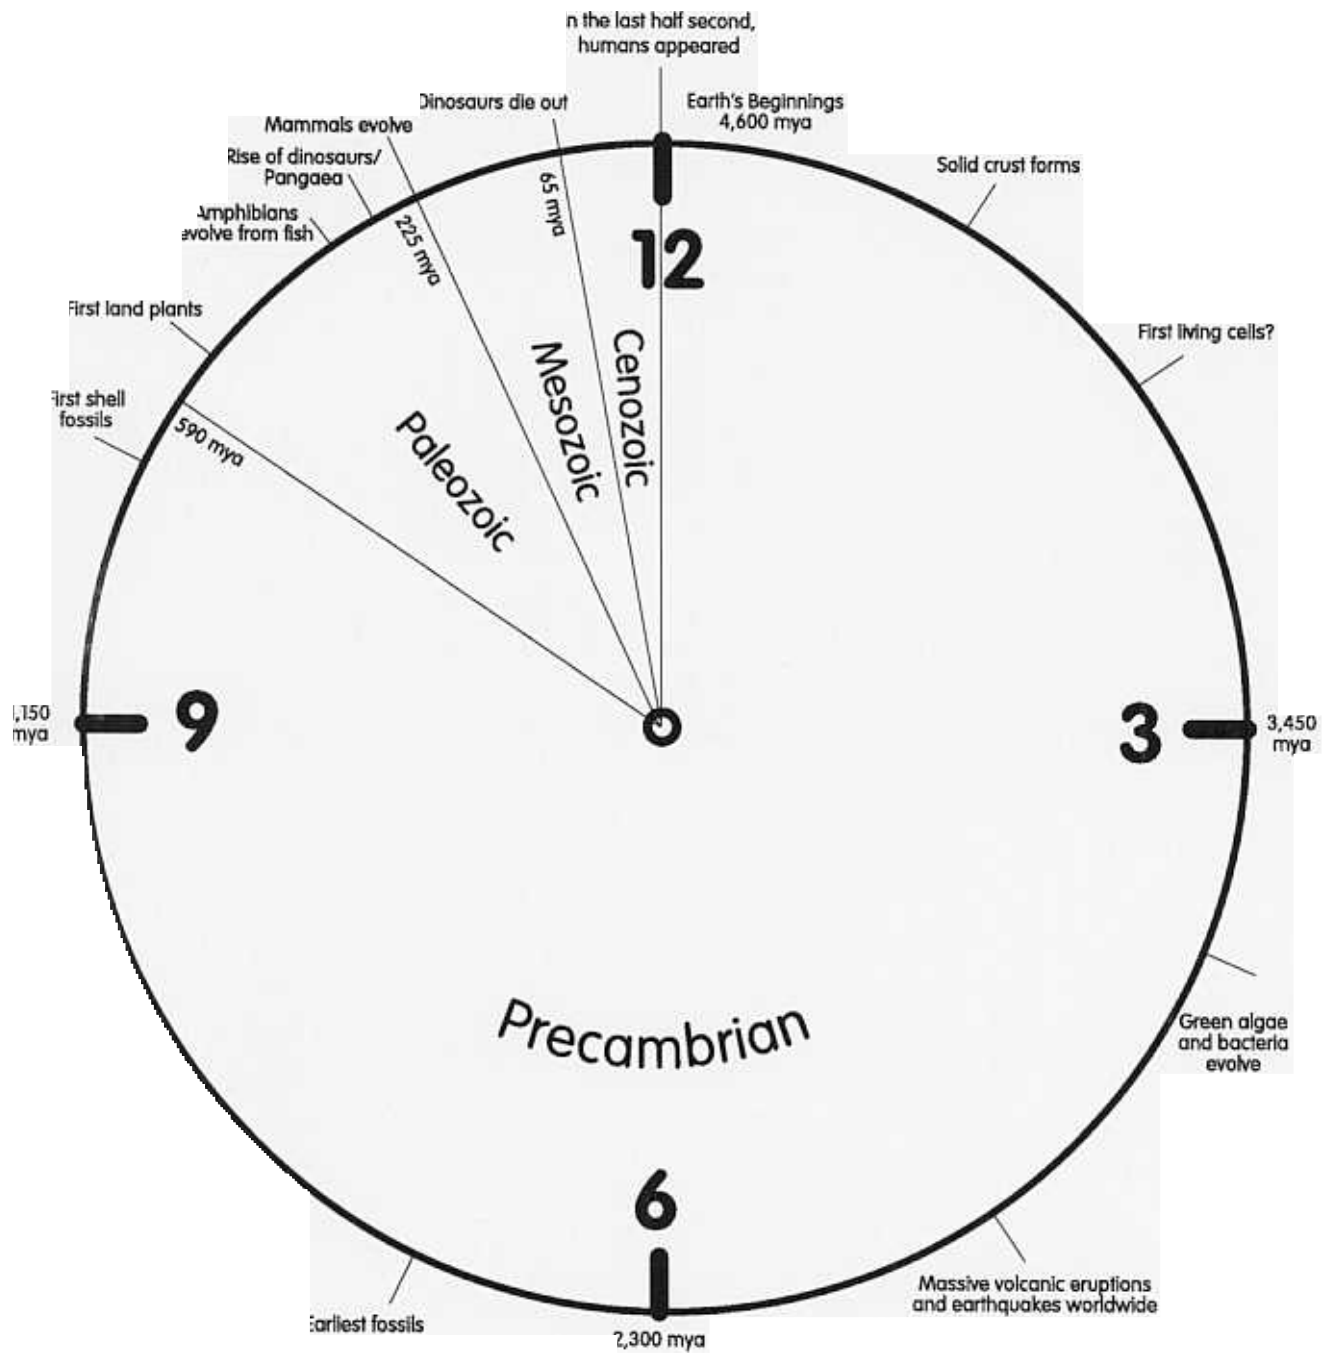 n the last half second,
humans appeared
Dinosaurs die out
Earth's Beginnings
4,600 mya
Mammals evolve
Rise of dinosaurs/
Pangaea
Solid crust forms
Amphibians
evolve from fish
65 mya
225 mya
12
First land plants
First living cells?
First shell
fossils
590 mya
Paleozoic
Mesozoic
Cenozoic
,150
mya
9
3
3,450
mya
Precambrian
Green algae
and bacteria
evolve
6
Massive volcanic eruptions
and earthquakes worldwide
Earliest fossils
2,300 mya